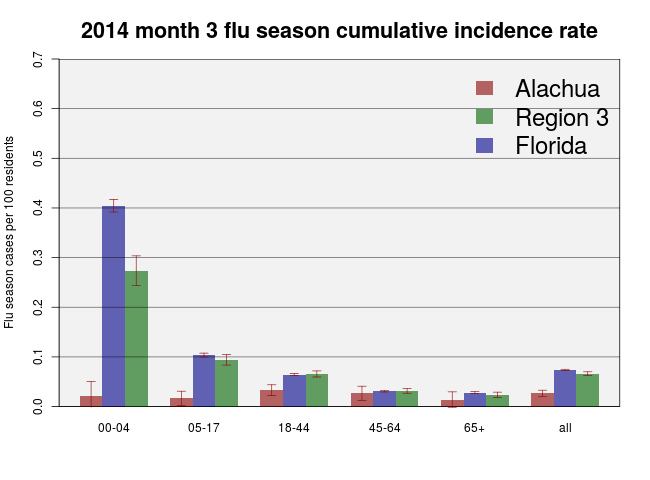 2014 month 3 flu season cumulative incidence rate
Flu season cases per 100 residents
0.7
0.6
0.5
0.4
0.3
0.2
0.1
0.0
Alachua
Region 3
Florida
00-04 05-17 18-44 45-64 65+ all